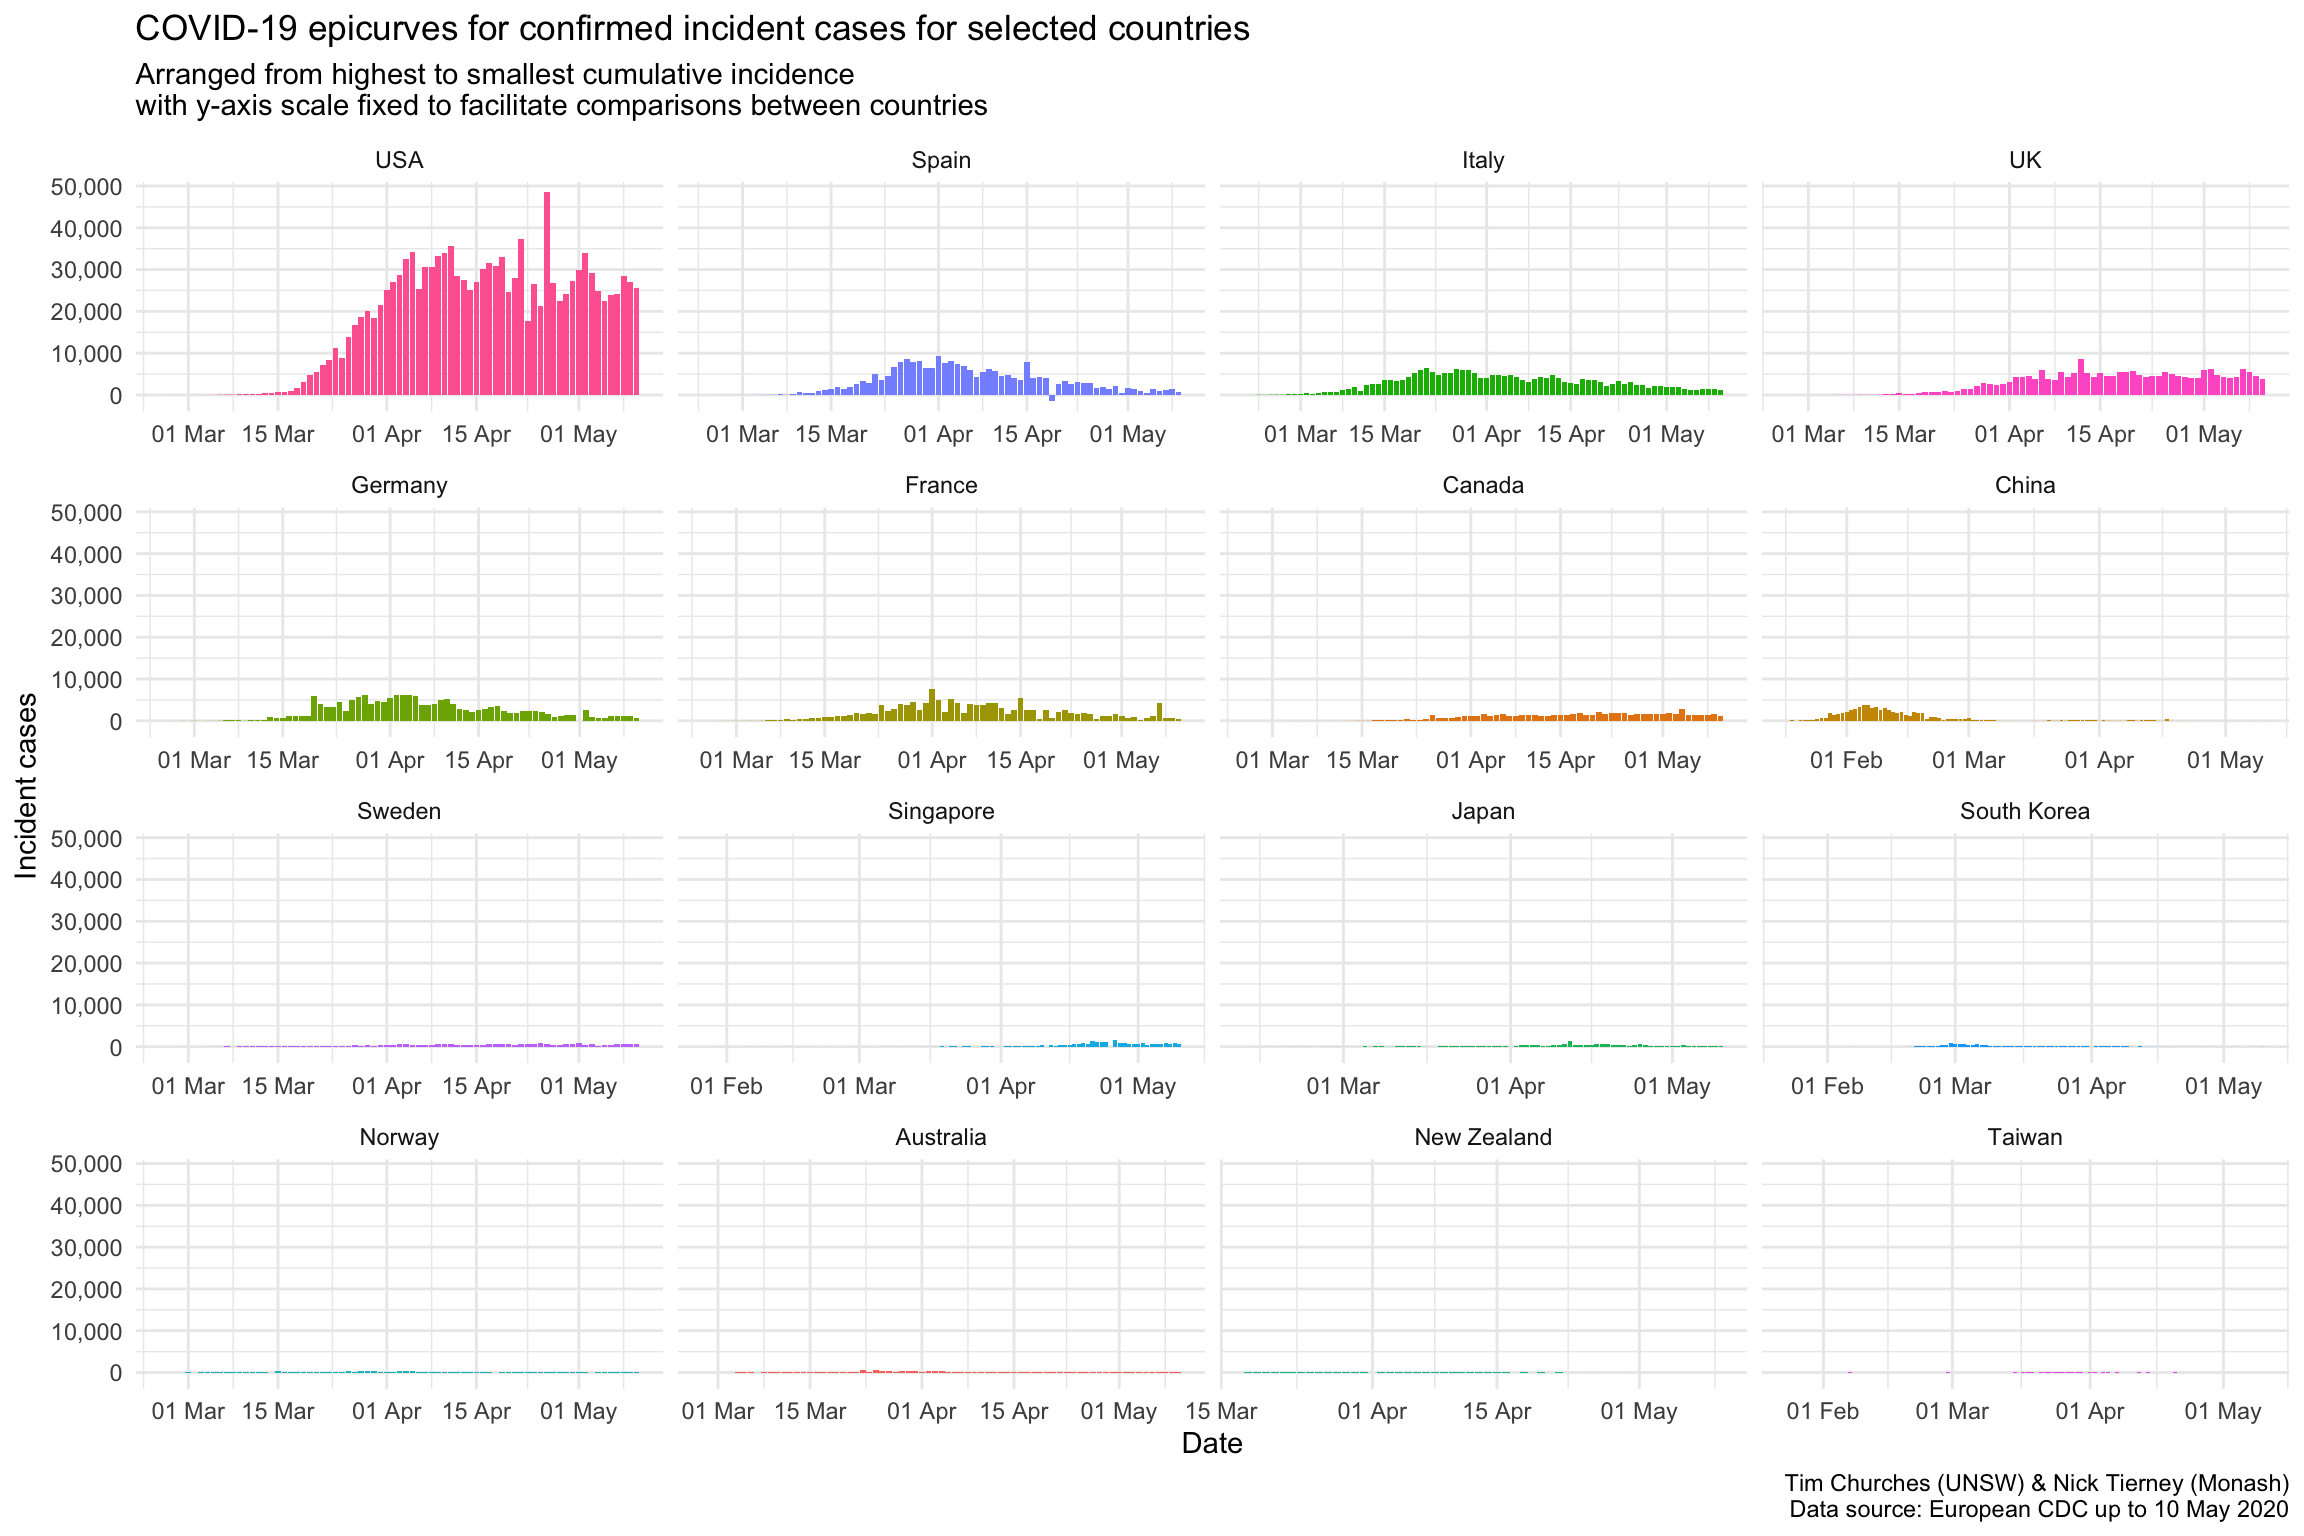 COVID-19 epicurves for confirmed incident cases for selected countries
Arranged from highest to smallest cumulative incidence
with y-axis scale fixed to facilitate comparisons between countries
USA
Spain
Italy
UK
50,000
40,000
30,000
20,000
10,000
0
01 Mar 15 Mar 01 Apr 15 Apr 01 May
01 Mar 15 Mar 01 Apr 15 Apr 01 May
01 Mar 15 Mar 01 Apr 15 Apr 01 May
01 Mar 15 Mar 01 Apr 15 Apr 01 May
Germany
France
Canada
China
50,000
40,000
30,000
20,000
10,000
0
01 Mar 15 Mar 01 Apr 15 Apr 01 May
01 Mar 15 Mar 01 Apr 15 Apr 01 May
01 Mar 15 Mar 01 Apr 15 Apr 01 May
01 Feb 01 Mar 01 Apr 01 May
Incident cases
Sweden
Singapore
Japan
South Korea
50,000
40,000
30,000
20,000
10,000
0
01 Mar 15 Mar 01 Apr 15 Apr 01 May
01 Feb 01 Mar 01 Apr 01 May
01 Mar 01 Apr 01 May
01 Feb 01 Mar 01 Apr 01 May
Norway
Australia
New Zealand
Taiwan
50,000
40,000
30,000
20,000
10,000
0
01 Mar 15 Mar 01 Apr 15 Apr 01 May
01 Mar 15 Mar 01 Apr 15 Apr 01 May
15 Mar 01 Apr 15 Apr 01 May
01 Feb 01 Mar 01 Apr 01 May
Date
Tim Churches (UNSW) & Nick Tierney (Monash)
Data source: European CDC up to 10 May 2020